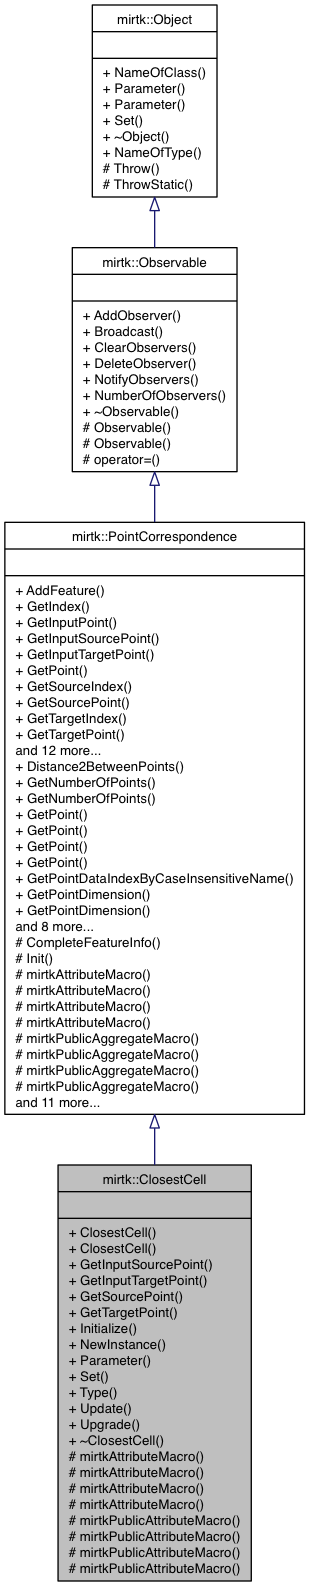 mirtk::Object
+ NameOfClass()
+ Parameter()
+ Parameter()
+ Set()
+ ~Object()
+ NameOfType()
# Throw()
# ThrowStatic()
mirtk::Observable
+ AddObserver()
+ Broadcast()
+ ClearObservers()
+ DeleteObserver()
+ NotifyObservers()
+ NumberOfObservers()
+ ~Observable()
# Observable()
# Observable()
# operator=()
mirtk::PointCorrespondence
+ AddFeature()
+ GetIndex()
+ GetInputPoint()
+ GetInputSourcePoint()
+ GetInputTargetPoint()
+ GetPoint()
+ GetSourceIndex()
+ GetSourcePoint()
+ GetTargetIndex()
+ GetTargetPoint()
and 12 more...
+ Distance2BetweenPoints()
+ GetNumberOfPoints()
+ GetNumberOfPoints()
+ GetPoint()
+ GetPoint()
+ GetPoint()
+ GetPoint()
+ GetPointDataIndexByCaseInsensitiveName()
+ GetPointDimension()
+ GetPointDimension()
and 8 more...
# CompleteFeatureInfo()
# Init()
# mirtkAttributeMacro()
# mirtkAttributeMacro()
# mirtkAttributeMacro()
# mirtkAttributeMacro()
# mirtkPublicAggregateMacro()
# mirtkPublicAggregateMacro()
# mirtkPublicAggregateMacro()
# mirtkPublicAggregateMacro()
and 11 more...
mirtk::ClosestCell
+ ClosestCell()
+ ClosestCell()
+ GetInputSourcePoint()
+ GetInputTargetPoint()
+ GetSourcePoint()
+ GetTargetPoint()
+ Initialize()
+ NewInstance()
+ Parameter()
+ Set()
+ Type()
+ Update()
+ Upgrade()
+ ~ClosestCell()
# mirtkAttributeMacro()
# mirtkAttributeMacro()
# mirtkAttributeMacro()
# mirtkAttributeMacro()
# mirtkPublicAttributeMacro()
# mirtkPublicAttributeMacro()
# mirtkPublicAttributeMacro()
# mirtkPublicAttributeMacro()